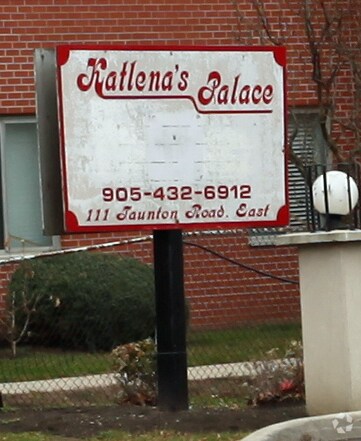 Katlena's Palace
905-432-6912
111 Taunton Road. East